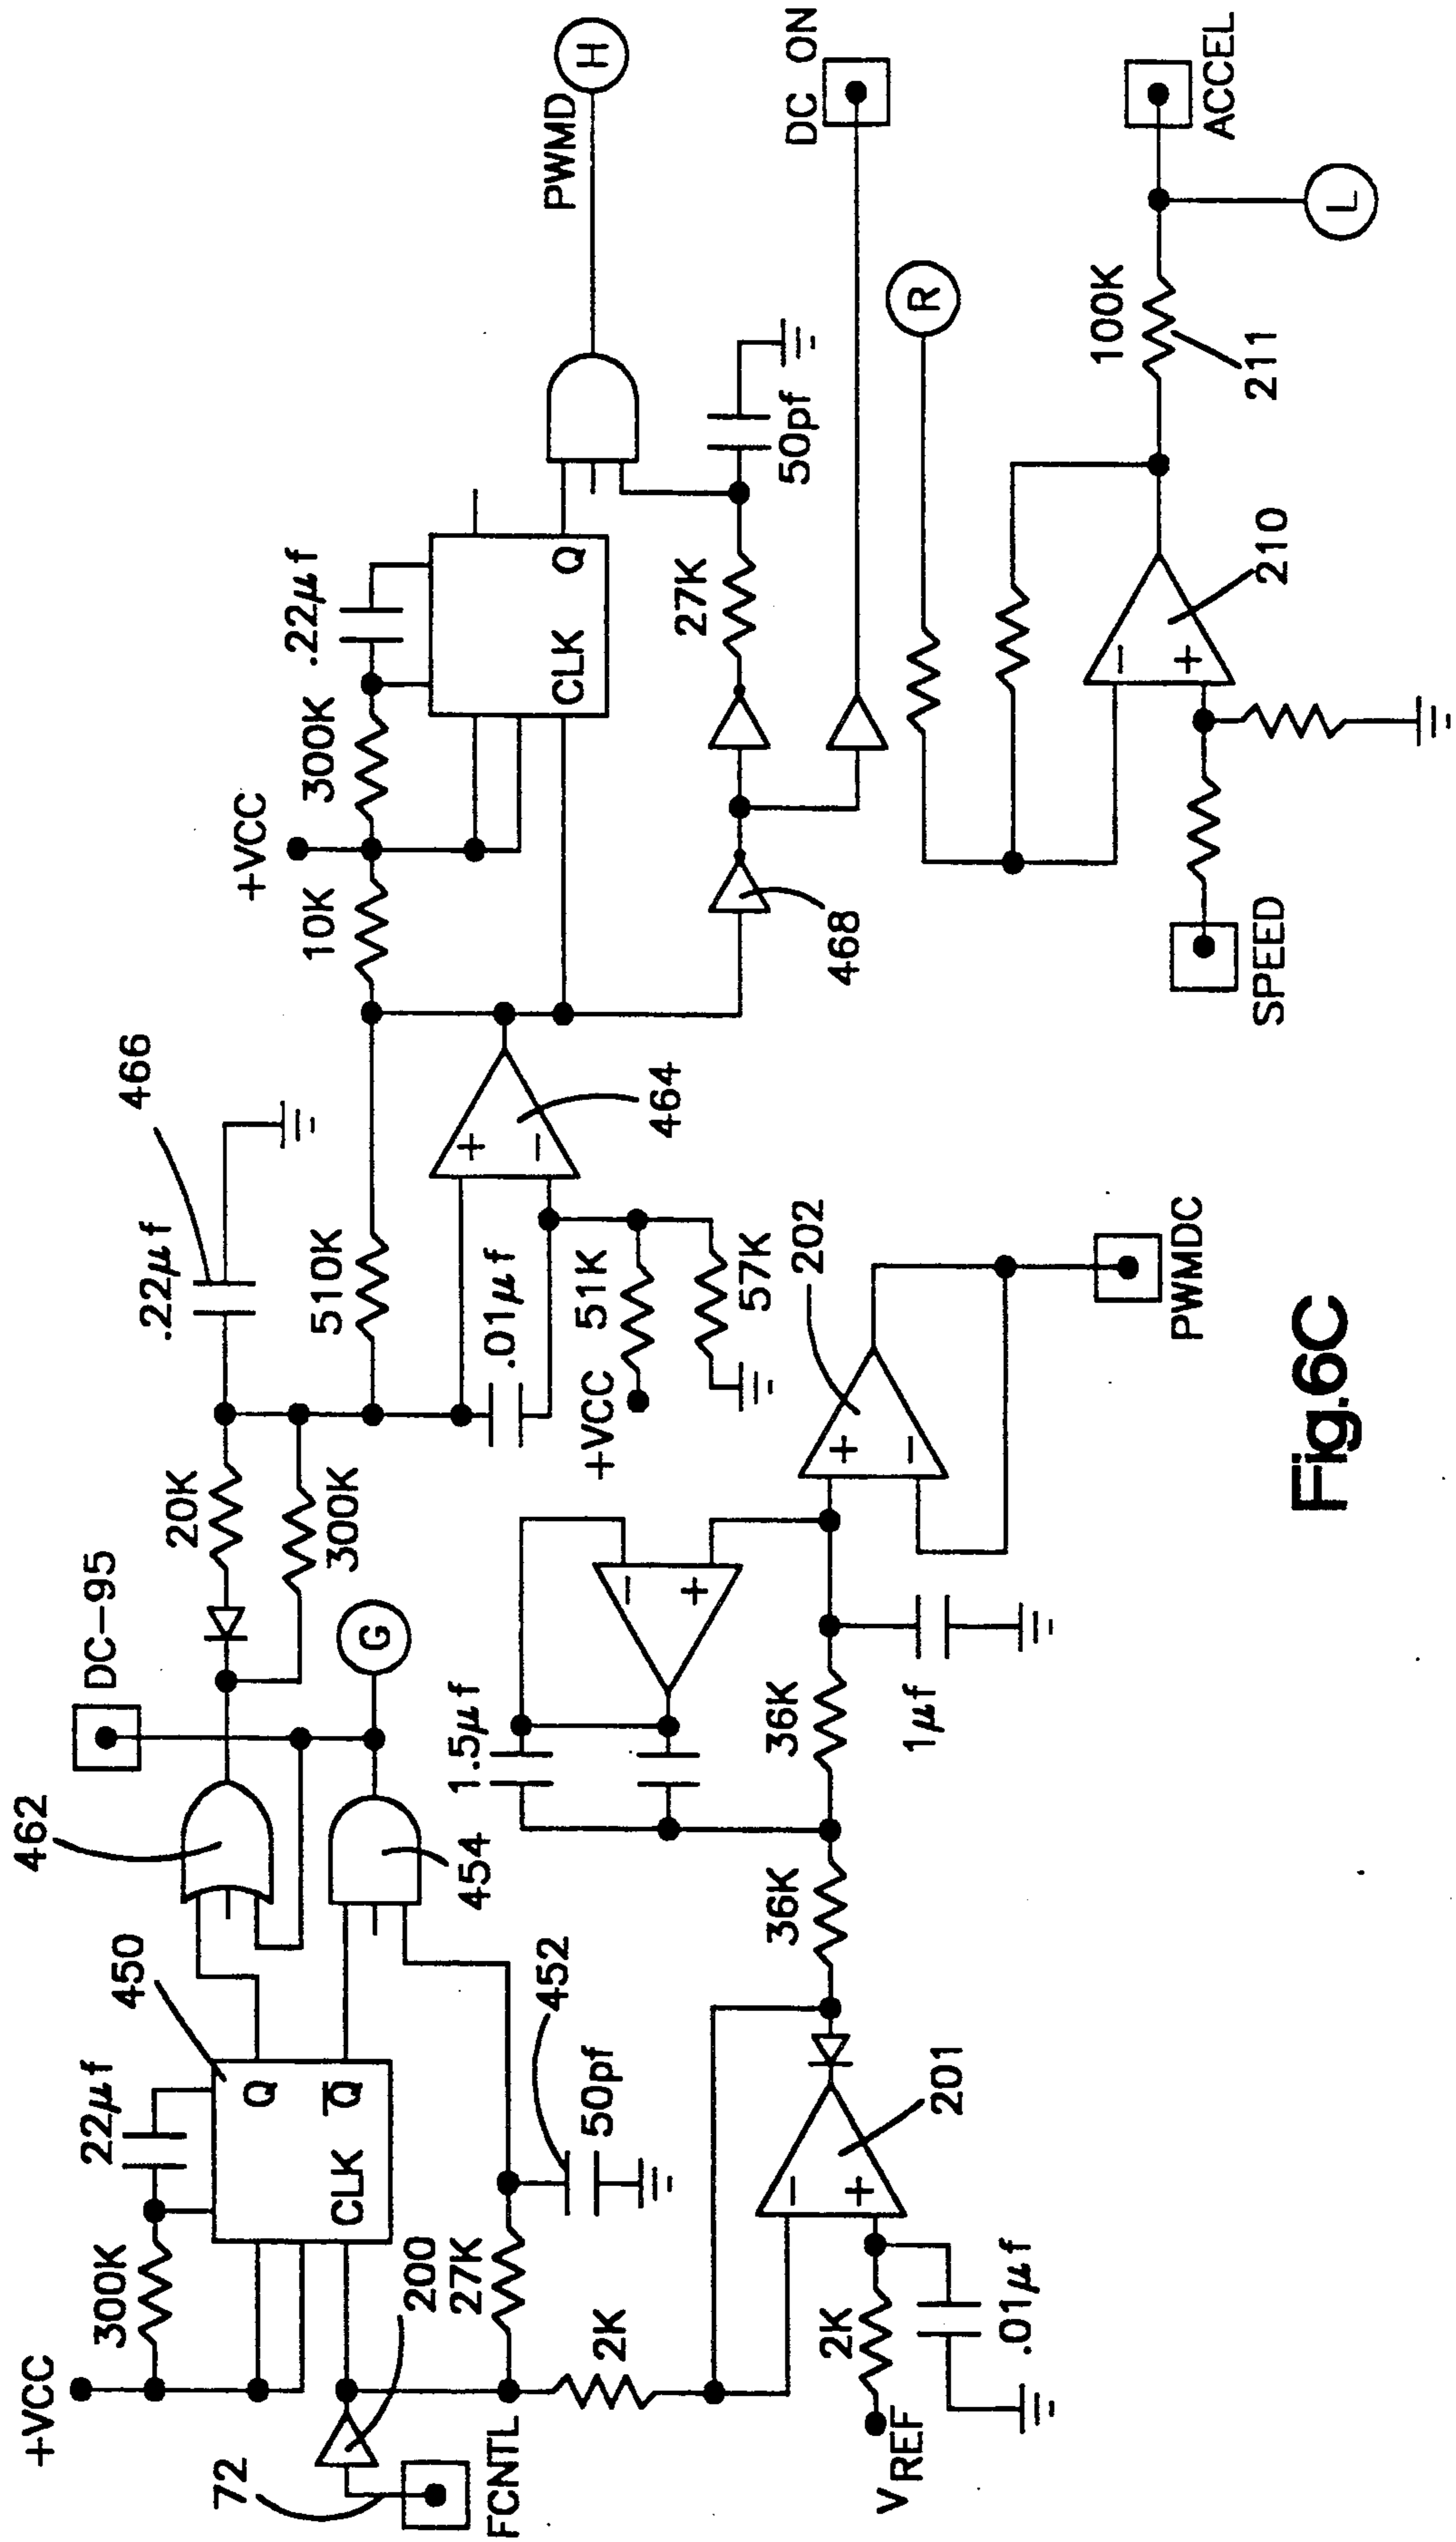 +VCC
300K
22µf
450
Q
Q
CLK
72
200
FCNTL
27K
452
50pf
462
454
DC-95
G
20K
300K
.22µf
466
510K
.01µf
+
-
464
+VCC
51K
57K
10K
+VCC
300K
.22µf
CLK
Q
468
27K
50pf
PWMD
H
DC ON
2K
VREF
2K
.01µf
-
+
201
36K
36K
1.5µf
1µf
-
+
+
-
202
PWMDC
R
SPEED
-
+
210
100K
211
ACCEL
L
Fig.6C